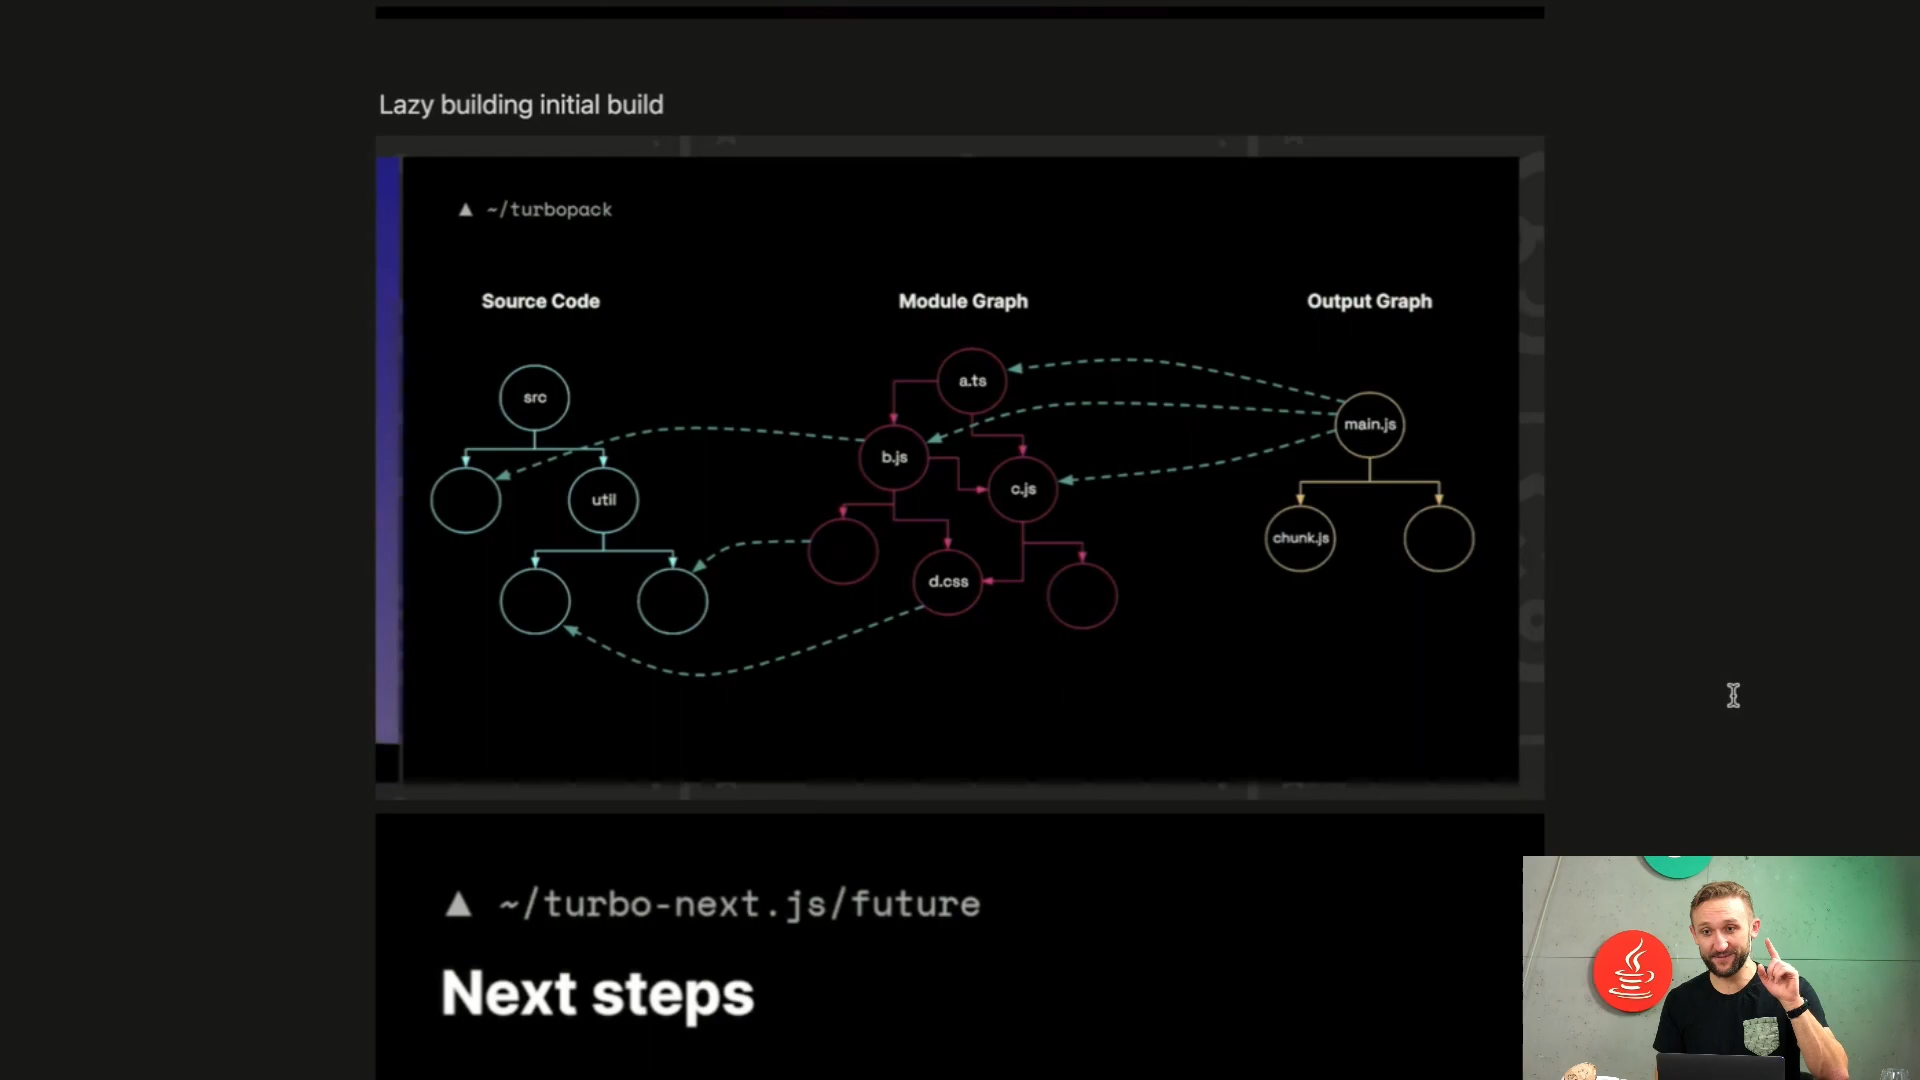 Lazy building initial build
▲ ~/turbopack
Source Code
Module Graph
Output Graph
src
util
a.ts
b.js
c.js
d.css
main.js
chunk.js
▲ ~/turbo-next.js/future
Next steps